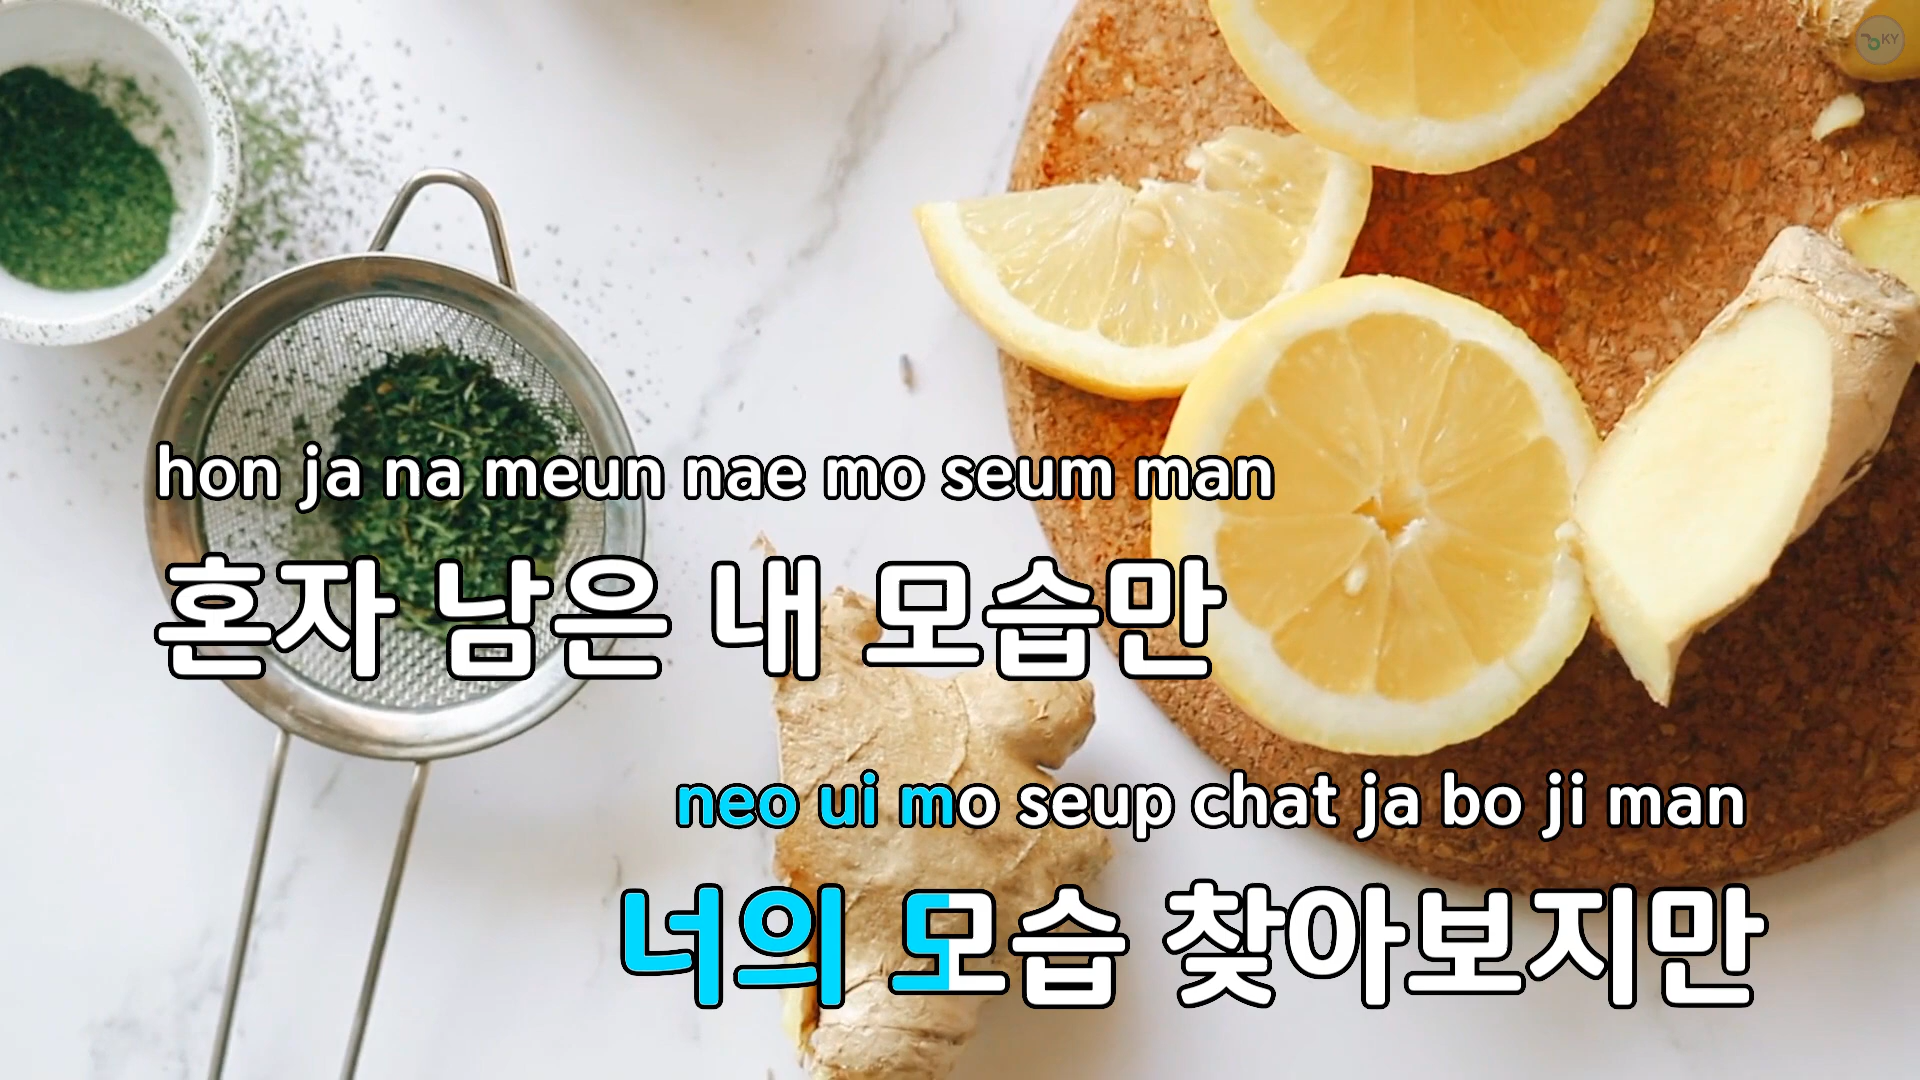 KY
hon ja na meun nae mo seum man
혼자 남은 내 모습만
neo ui mo seup chat ja bo ji man
너의 모습 찾아보지만